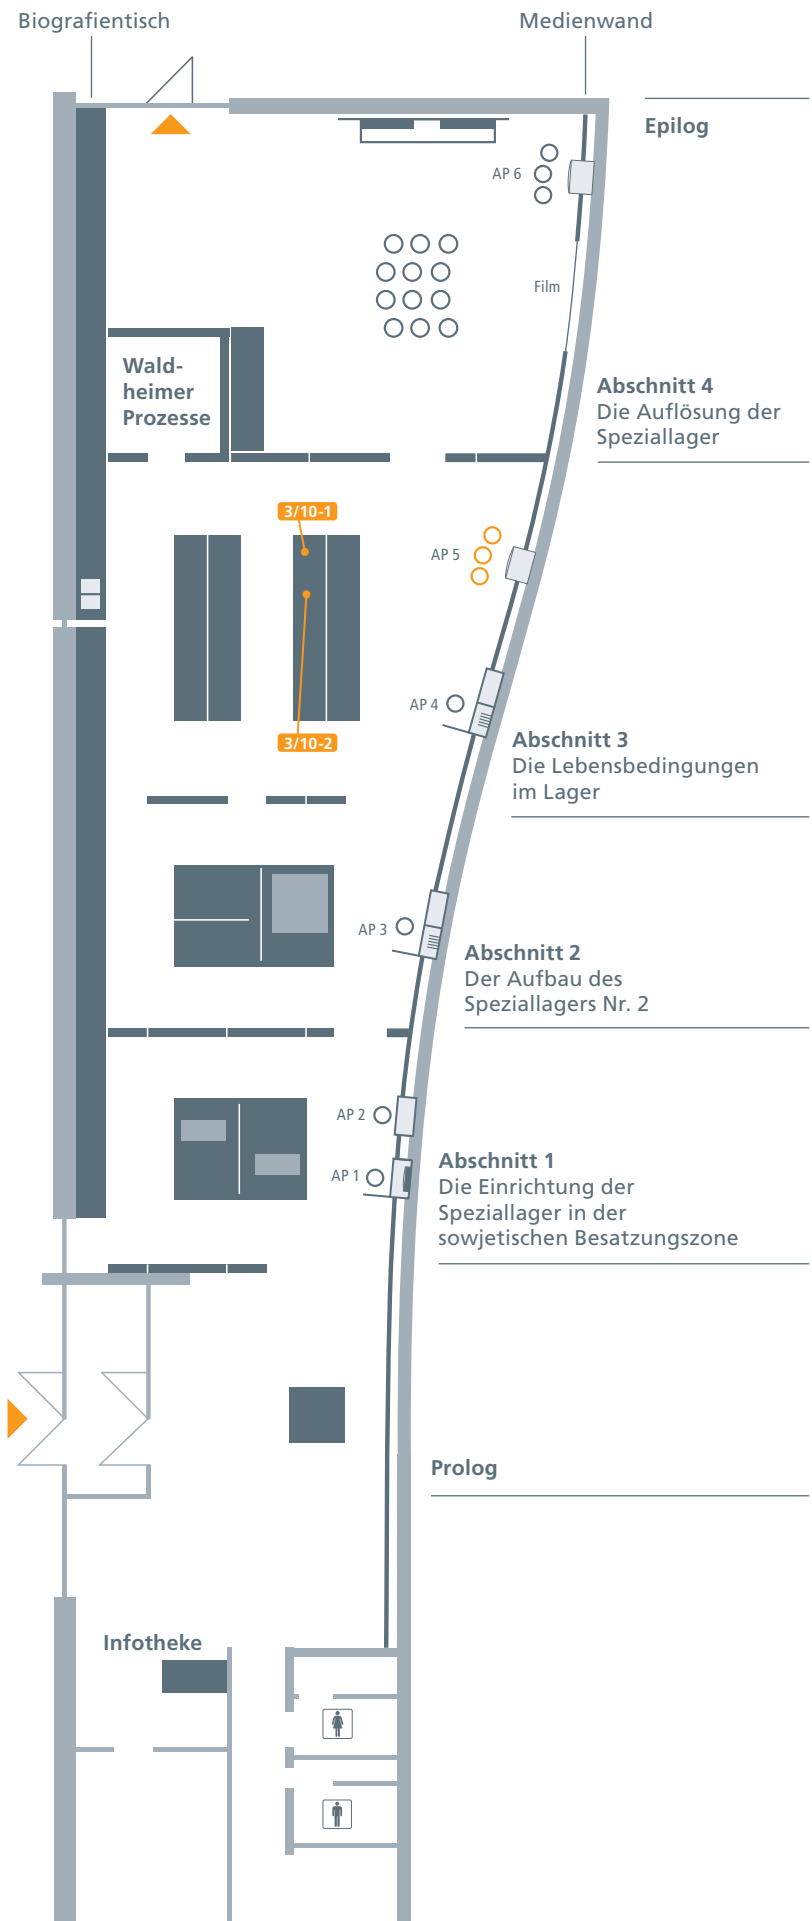 Biografientisch
Medienwand
Epilog
AP 6
Film
Wald-
heimer
Prozesse
Abschnitt 4
Die Auflösung der
Speziallager
3/10-1
AP 5
AP 4
3/10-2
Abschnitt 3
Die Lebensbedingungen
im Lager
AP 3
Abschnitt 2
Der Aufbau des
Speziallagers Nr. 2
AP 2
AP 1
Abschnitt 1
Die Einrichtung der
Speziallager in der
sowjetischen Besatzungszone
Prolog
Infotheke